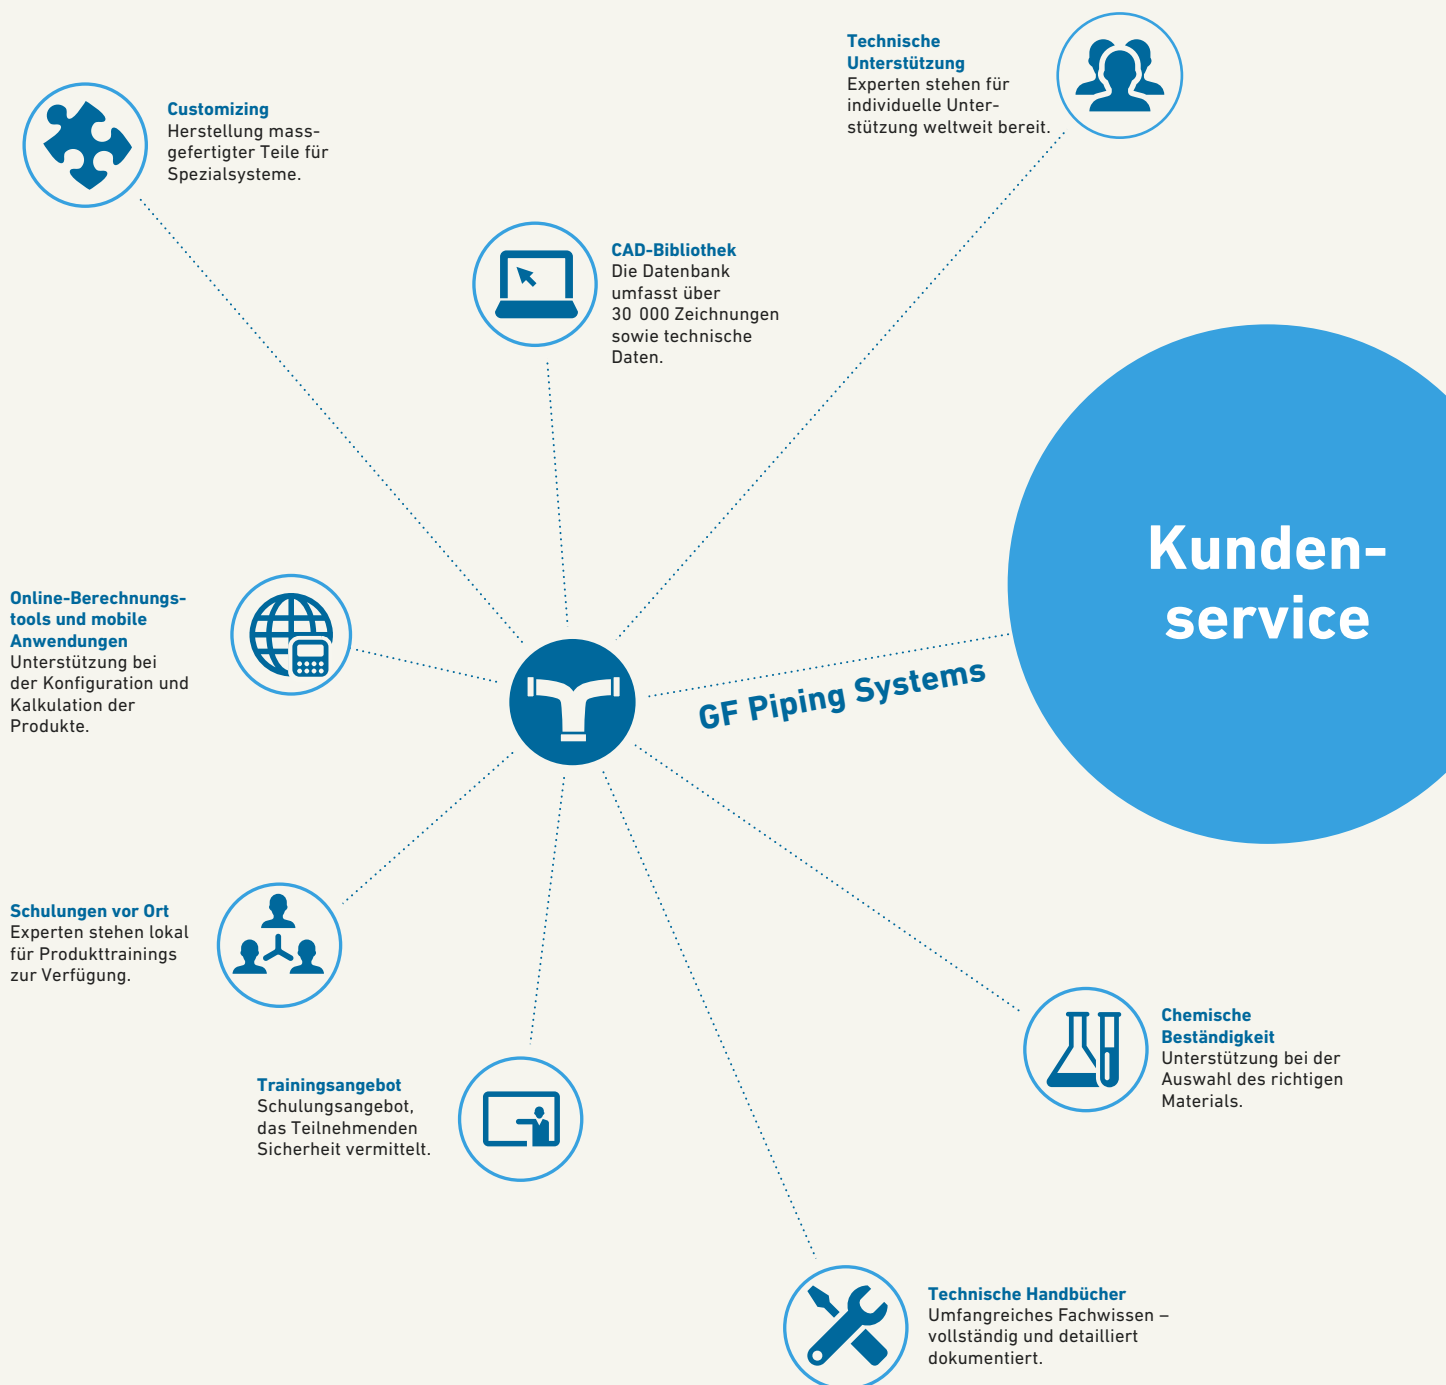 Technische
Unterstützung
Experten stehen für
individuelle Unter-
stützung weltweit bereit.
Customizing
Herstellung mass-
gefertigter Teile für
Spezialsysteme.
CAD-Bibliothek
Die Datenbank
umfasst über
30 000 Zeichnungen
sowie technische
Daten.
Kunden-
service
Online-Berechnungs-
tools und mobile
Anwendungen
Unterstützung bei
der Konfiguration und
Kalkulation der
Produkte.
GF Piping Systems
Schulungen vor Ort
Experten stehen lokal
für Produkttrainings
zur Verfügung.
Chemische
Beständigkeit
Unterstützung bei der
Auswahl des richtigen
Materials.
Trainingsangebot
Schulungsangebot,
das Teilnehmenden
Sicherheit vermittelt.
Technische Handbücher
Umfangreiches Fachwissen –
vollständig und detailliert
dokumentiert.